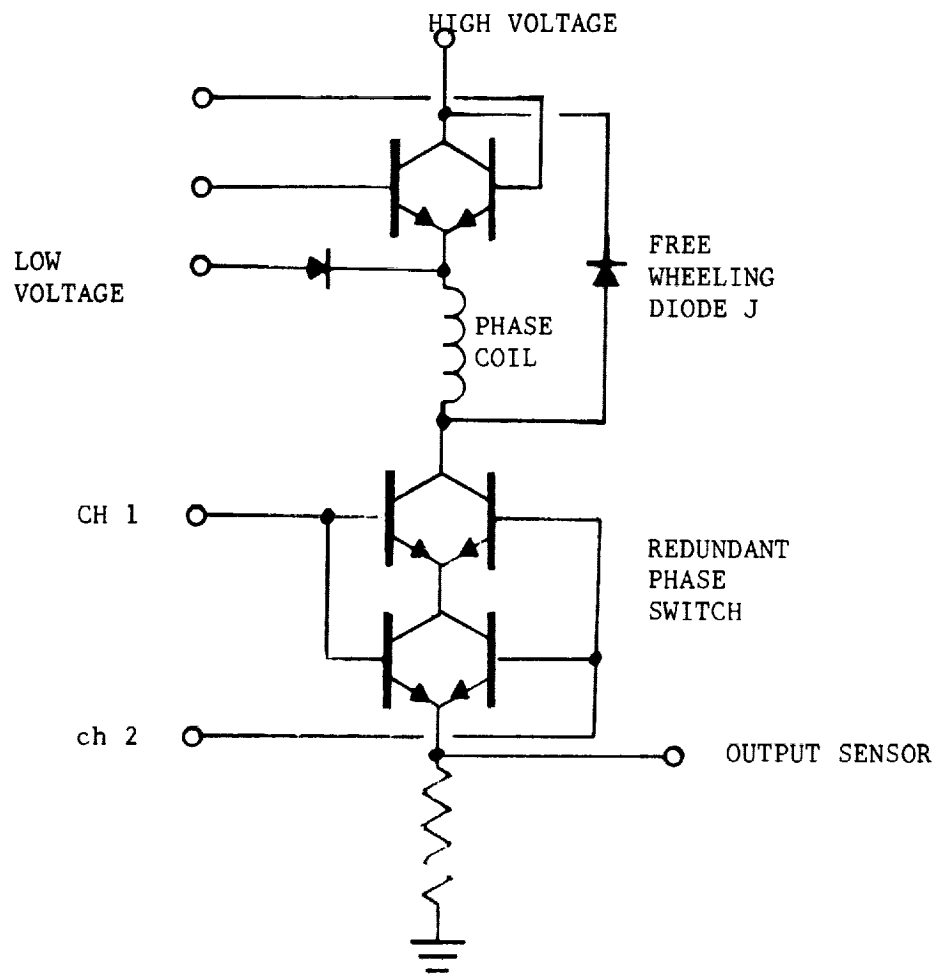 HIGH VOLTAGE
LOW
VOLTAGE
FREE
WHEELING
DIODE J
PHASE
COIL
CH 1
REDUNDANT
PHASE
SWITCH
ch 2
OUTPUT SENSOR